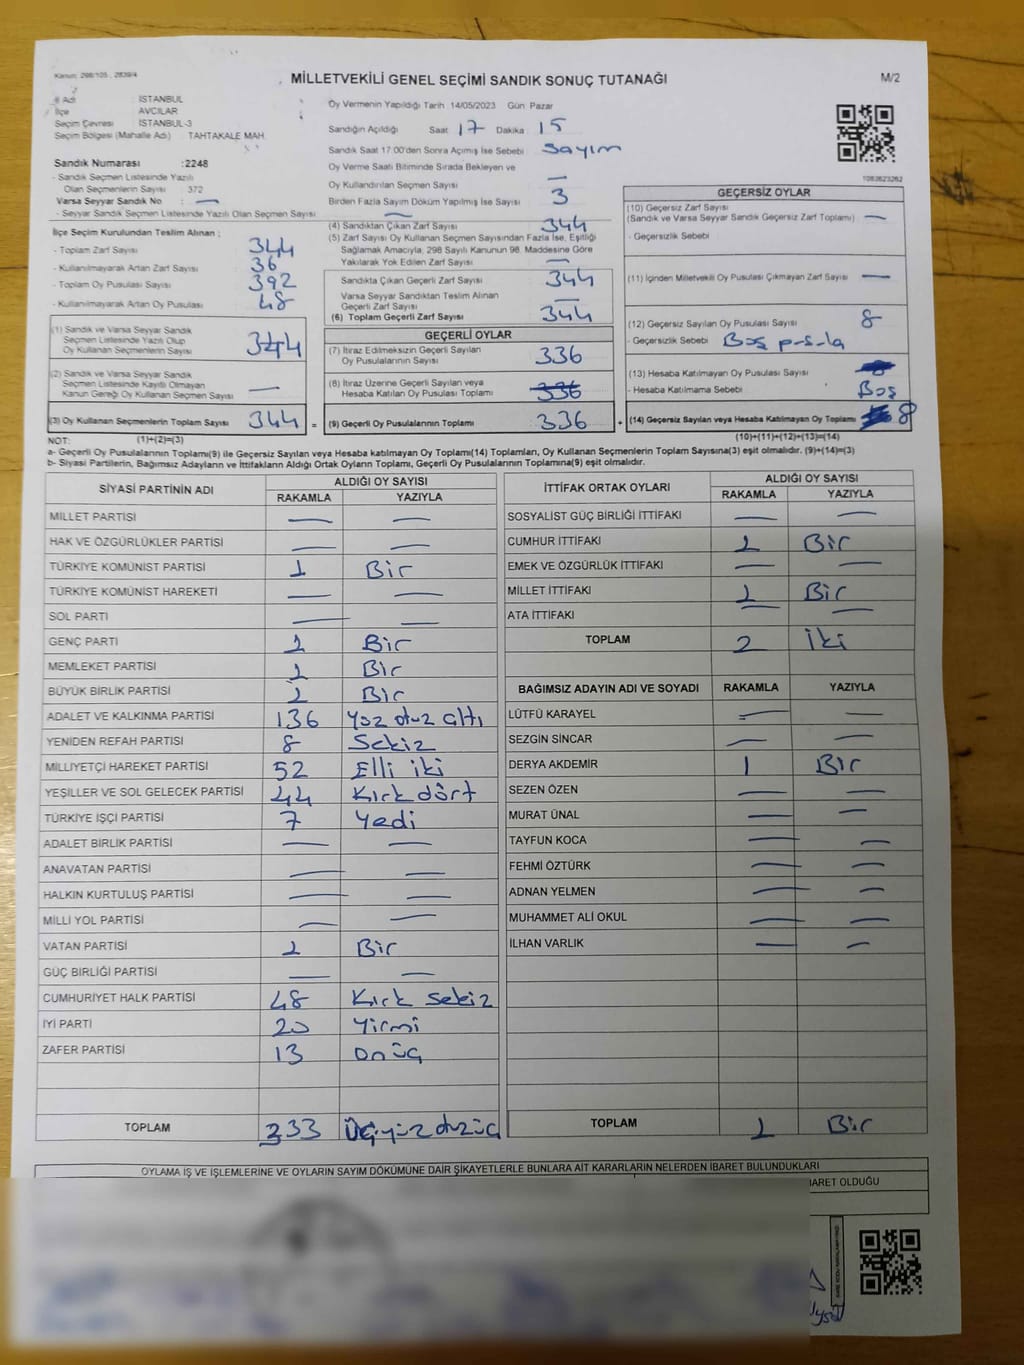 Kanun: 298/105 , 2839/4
MİLLETVEKİLİ GENEL SEÇİMİ SANDIK SONUÇ TUTANAĞI
M/2
İl Adı : İSTANBUL
İlçe : AVCILAR
Seçim Çevresi : İSTANBUL-3
Seçim Bölgesi (Mahalle Adı) : TAHTAKALE MAH.
Sandık Numarası :2248
- Sandık Seçmen Listesinde Yazılı
Olan Seçmenlerin Sayısı : 372
Varsa Seyyar Sandık No : —
- Seyyar Sandık Seçmen Listesinde Yazılı Olan Seçmen Sayısı : —
Oy Vermenin Yapıldığı Tarih 14/05/2023 Gün Pazar
Sandığın Açıldığı Saat 17 Dakika 15
Sandık Saat 17:00'den Sonra Açımış İse Sebebi : Sayım
Oy Verme Saati Bitiminde Sırada Bekleyen ve
Oy Kullandırılan Seçmen Sayısı : —
Birden Fazla Sayım Döküm Yapılmış İse Sayısı : 3
1083623262
İlçe Seçim Kurulundan Teslim Alınan ;
- Toplam Zarf Sayısı : 344
- Kullanılmayarak Artan Zarf Sayısı : 36
- Toplam Oy Pusulası Sayısı : 392
- Kullanılmayarak Artan Oy Pusulası : 48
(1) Sandık ve Varsa Seyyar Sandık
Seçmen Listesinde Yazılı Olup
Oy Kullanan Seçmenlerin Sayısı : 344
(2) Sandık ve Varsa Seyyar Sandık
Seçmen Listesinde Kayıtlı Olmayan
Kanun Gereği Oy Kullanan Seçmen Sayısı : —
(3) Oy Kullanan Seçmenlerin Toplam Sayısı : 344 =
(4) Sandıktan Çıkan Zarf Sayısı : 344
(5) Zarf Sayısı Oy Kullanan Seçmen Sayısından Fazla İse, Eşitliği
Sağlamak Amacıyla, 298 Sayılı Kanunun 98. Maddesine Göre
Yakılarak Yok Edilen Zarf Sayısı : —
Sandıkta Çıkan Geçerli Zarf Sayısı : 344
Varsa Seyyar Sandıktan Teslim Alınan
Geçerli Zarf Sayısı : —
(6) Toplam Geçerli Zarf Sayısı : 344
GEÇERLİ OYLAR
(7) İtiraz Edilmeksizin Geçerli Sayılan
Oy Pusulalarının Sayısı : 336
(8) İtiraz Üzerine Geçerli Sayılan veya
Hesaba Katılan Oy Pusulası Toplamı : 336
(9) Geçerli Oy Pusulalarının Toplamı : 336 +
GEÇERSİZ OYLAR
(10) Geçersiz Zarf Sayısı
(Sandık ve Varsa Seyyar Sandık Geçersiz Zarf Toplamı) : —
- Geçersizlik Sebebi :
(11) İçinden Milletvekili Oy Pusulası Çıkmayan Zarf Sayısı : —
(12) Geçersiz Sayılan Oy Pusulası Sayısı : 8
- Geçersizlik Sebebi : Boş pusula
(13) Hesaba Katılmayan Oy Pusulası Sayısı :
- Hesaba Katılmama Sebebi : Boş
(14) Geçersiz Sayılan veya Hesaba Katılmayan Oy Toplamı : 8
NOT: (1)+(2)=(3) (10)+(11)+(12)+(13)=(14)
a- Geçerli Oy Pusulalarının Toplamı(9) ile Geçersiz Sayılan veya Hesaba katılmayan Oy Toplamı(14) Toplamları, Oy Kullanan Seçmenlerin Toplam Sayısına(3) eşit olmalıdır. (9)+(14)=(3)
b- Siyasi Partilerin, Bağımsız Adayların ve İttifakların Aldığı Ortak Oyların Toplamı, Geçerli Oy Pusulalarının Toplamına(9) eşit olmalıdır.
SİYASİ PARTİNİN ADI ALDIĞI OY SAYISI
RAKAMLA YAZIYLA
MİLLET PARTİSİ — —
HAK VE ÖZGÜRLÜKLER PARTİSİ — —
TÜRKİYE KOMÜNİST PARTİSİ 1 Bir
TÜRKİYE KOMÜNİST HAREKETİ — —
SOL PARTİ — —
GENÇ PARTİ 1 Bir
MEMLEKET PARTİSİ 1 Bir
BÜYÜK BİRLİK PARTİSİ 1 Bir
ADALET VE KALKINMA PARTİSİ 136 Yüz otuz altı
YENİDEN REFAH PARTİSİ 8 Sekiz
MİLLİYETÇİ HAREKET PARTİSİ 52 Elli iki
YEŞİLLER VE SOL GELECEK PARTİSİ 44 Kırk dört
TÜRKİYE İŞÇİ PARTİSİ 7 Yedi
ADALET BİRLİK PARTİSİ — —
ANAVATAN PARTİSİ — —
HALKIN KURTULUŞ PARTİSİ — —
MİLLİ YOL PARTİSİ — —
VATAN PARTİSİ 1 Bir
GÜÇ BİRLİĞİ PARTİSİ — —
CUMHURİYET HALK PARTİSİ 48 Kırk sekiz
İYİ PARTİ 20 Yirmi
ZAFER PARTİSİ 13 Onüç
TOPLAM 333 Üçyüz otuzüç
İTTİFAK ORTAK OYLARI ALDIĞI OY SAYISI
RAKAMLA YAZIYLA
SOSYALİST GÜÇ BİRLİĞİ İTTİFAKI — —
CUMHUR İTTİFAKI 1 Bir
EMEK VE ÖZGÜRLÜK İTTİFAKI — —
MİLLET İTTİFAKI 1 Bir
ATA İTTİFAKI — —
TOPLAM 2 İki
BAĞIMSIZ ADAYIN ADI VE SOYADI RAKAMLA YAZIYLA
LÜTFÜ KARAYEL — —
SEZGİN SİNCAR — —
DERYA AKDEMİR 1 Bir
SEZEN ÖZEN — —
MURAT ÜNAL — —
TAYFUN KOCA — —
FEHMİ ÖZTÜRK — —
ADNAN YELMEN — —
MUHAMMET ALİ OKUL — —
İLHAN VARLIK — —
TOPLAM 1 Bir
OYLAMA İŞ VE İŞLEMLERİNE VE OYLARIN SAYIM DÖKÜMÜNE DAİR ŞİKAYETLERLE BUNLARA AİT KARARLARIN NELERDEN İBARET BULUNDUKLARI
BARET OLDUĞU